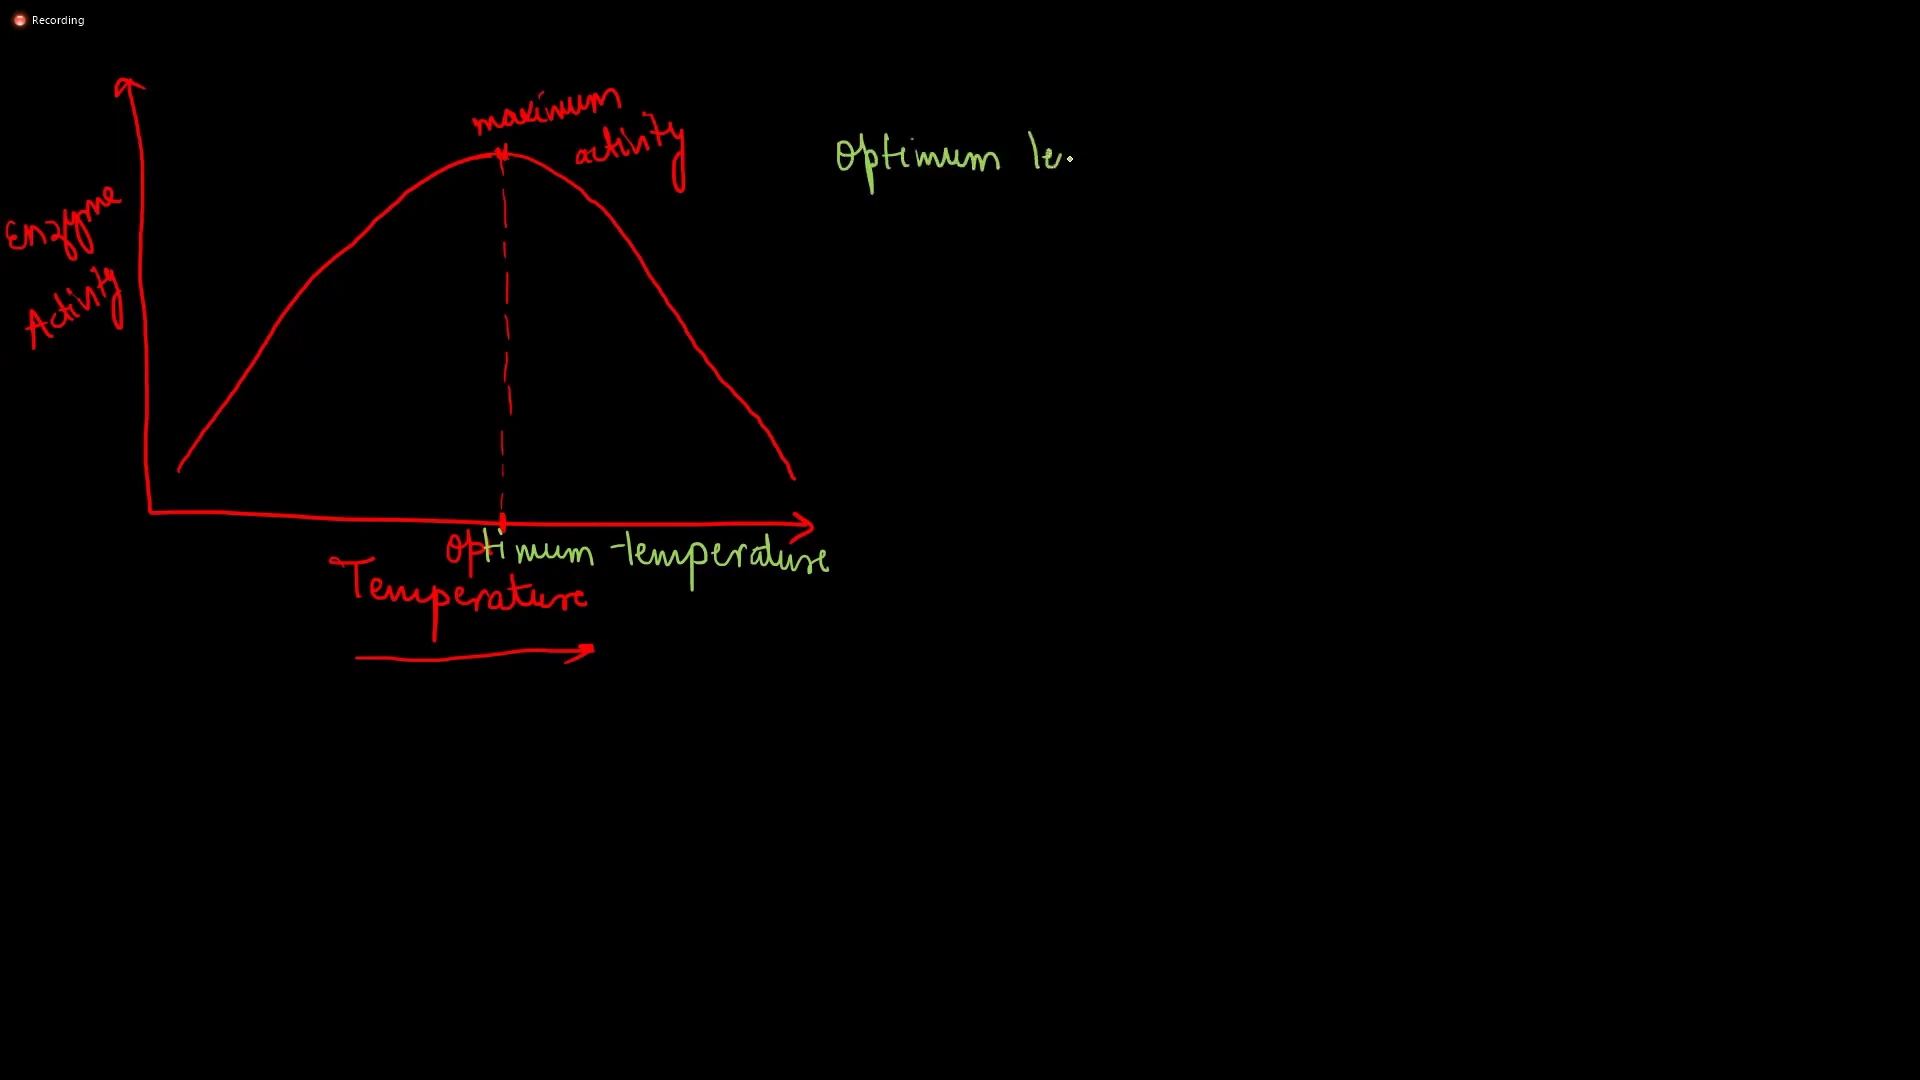 Recording
maximum
activity
Enzyme
Activity
optimum te
optimum temperature
Temperature